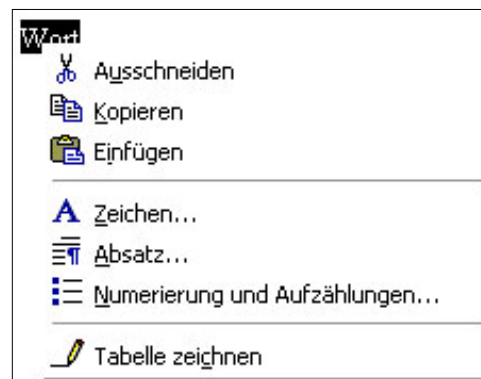 Wort
Ausschneiden
Kopieren
Einfügen
Zeichen...
Absatz...
Numerierung und Aufzählungen...
Tabelle zeichnen